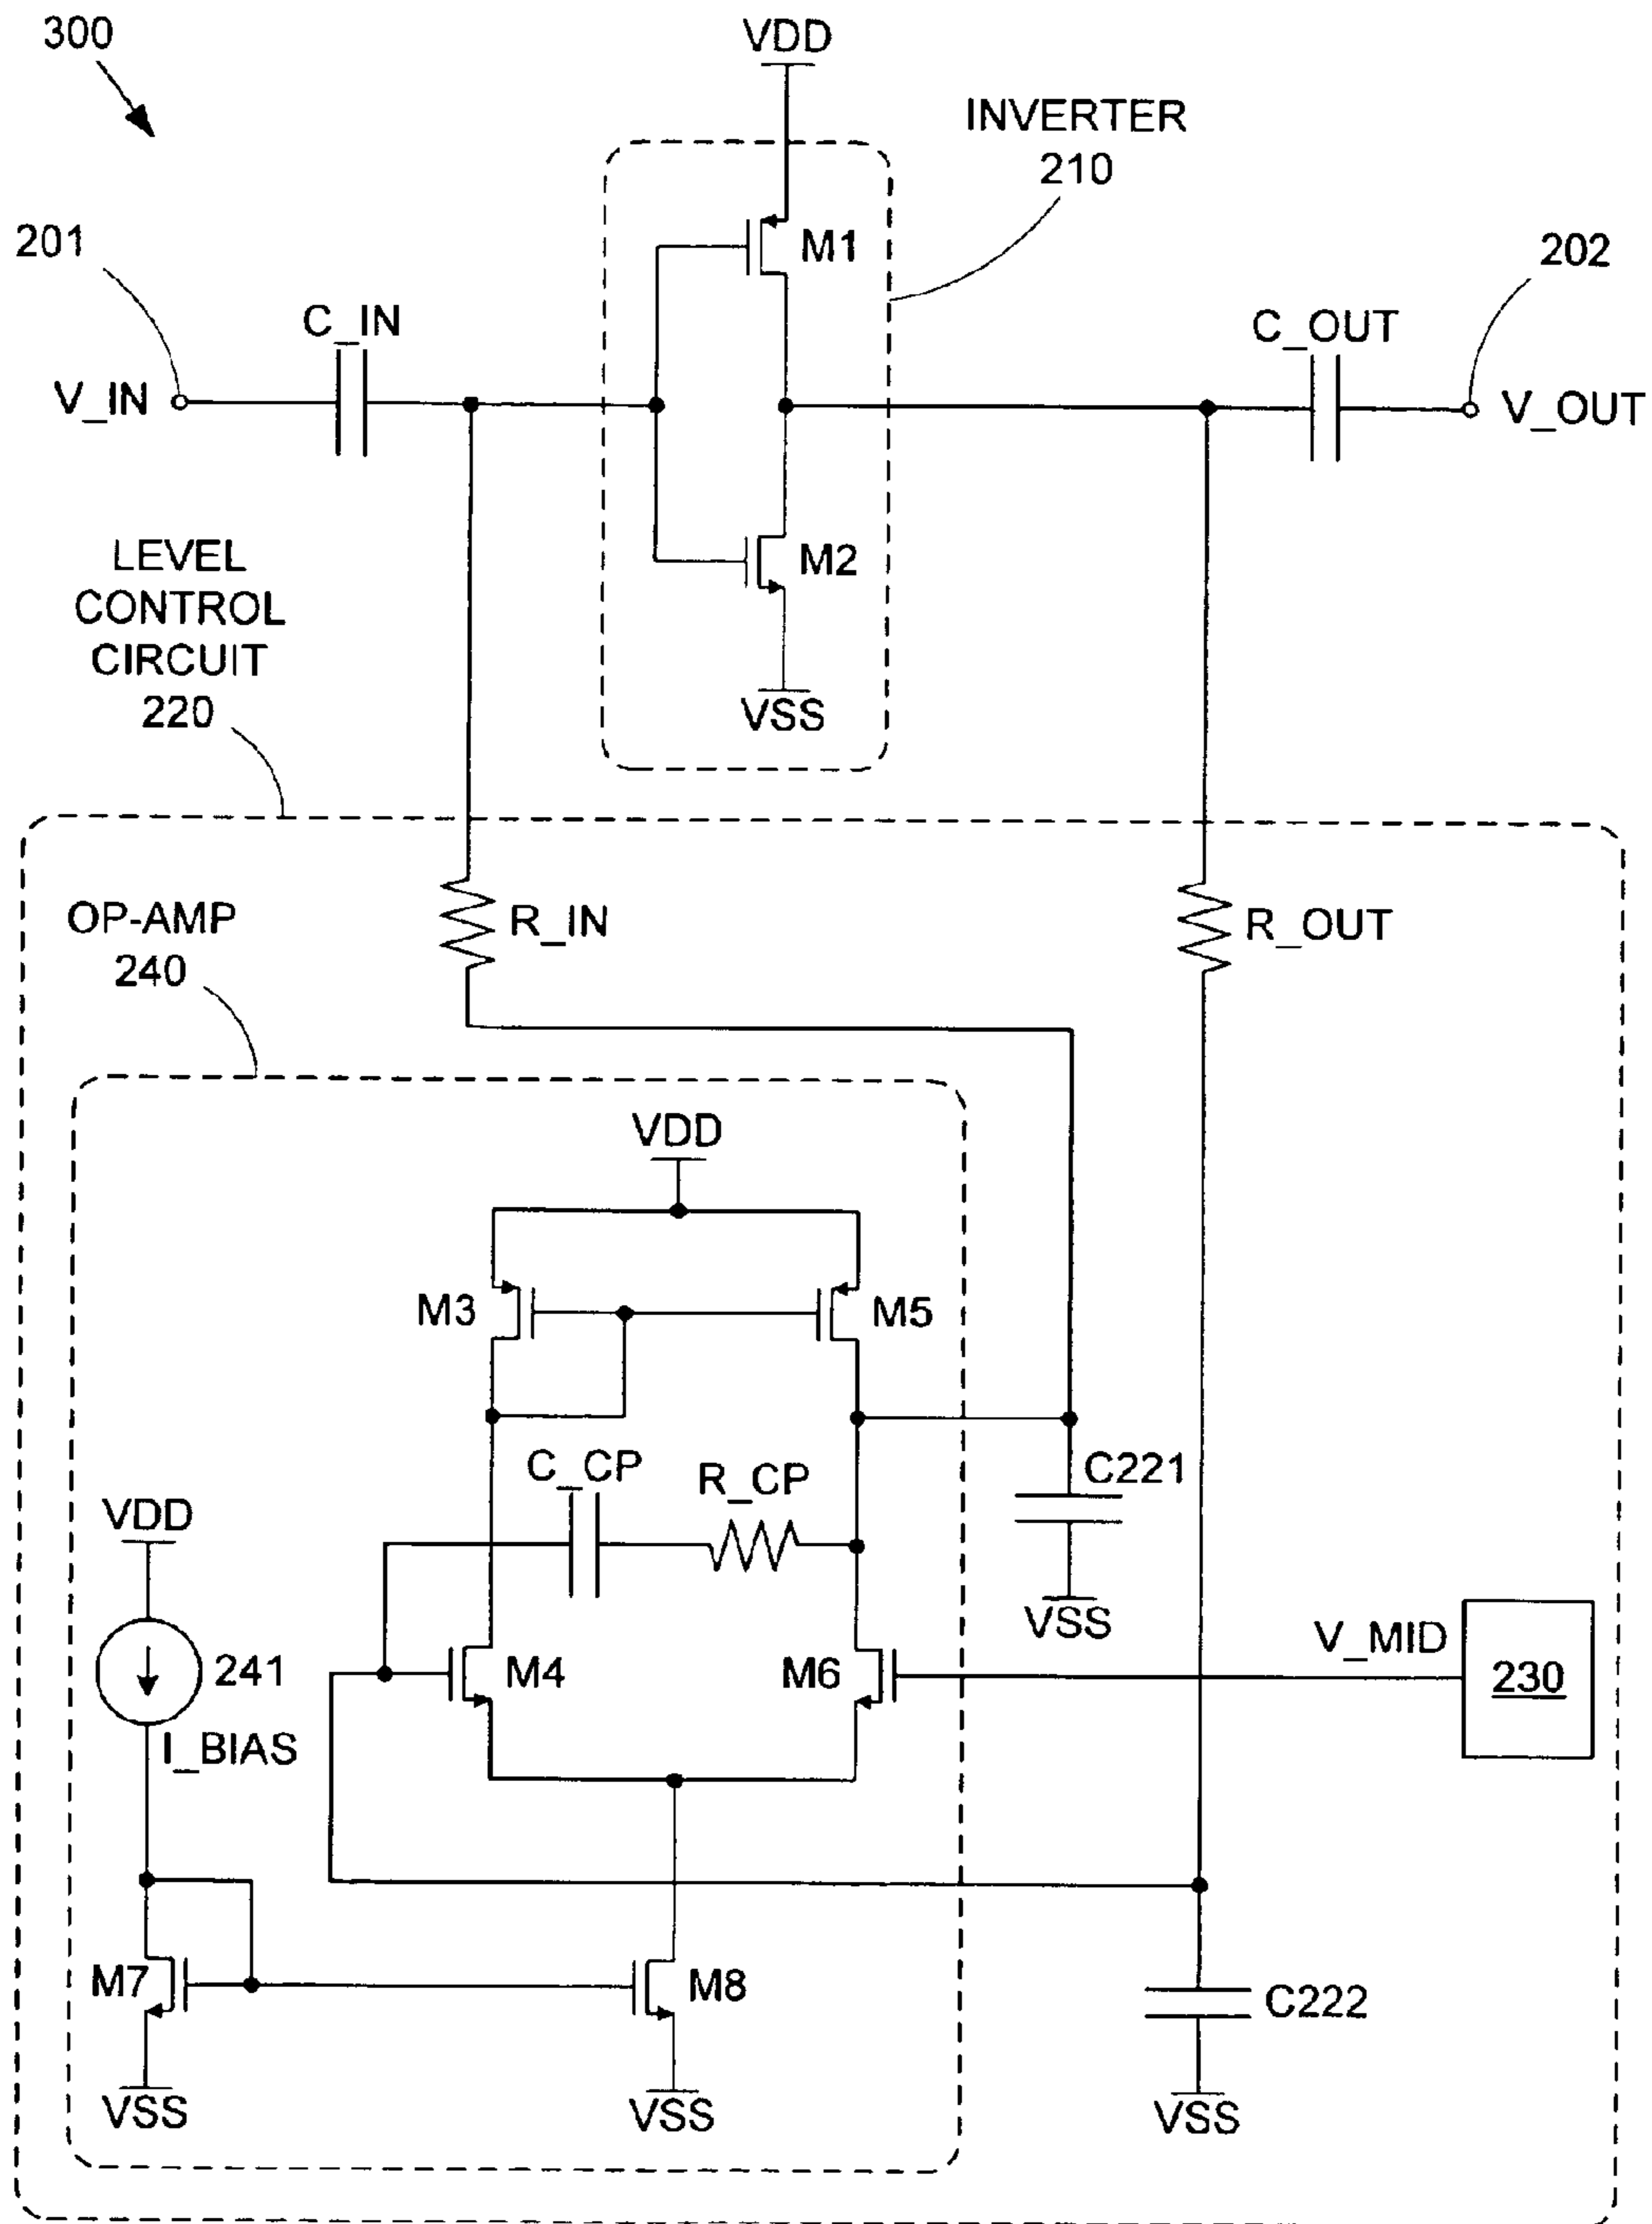 300
VDD
INVERTER
210
201
M1
202
C_IN
C_OUT
V_IN
V_OUT
LEVEL
CONTROL
CIRCUIT
220
M2
VSS
OP-AMP
240
R_IN
R_OUT
VDD
M3
M5
C_CP
R_CP
C221
VDD
VSS
V_MID
241
M4
M6
230
I_BIAS
M7
M8
C222
VSS
VSS
VSS